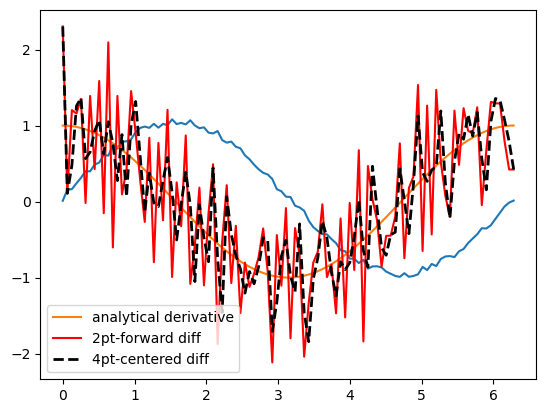 2
1
0
−1
−2
analytical derivative
2pt-forward diff
4pt-centered diff
0 1 2 3 4 5 6